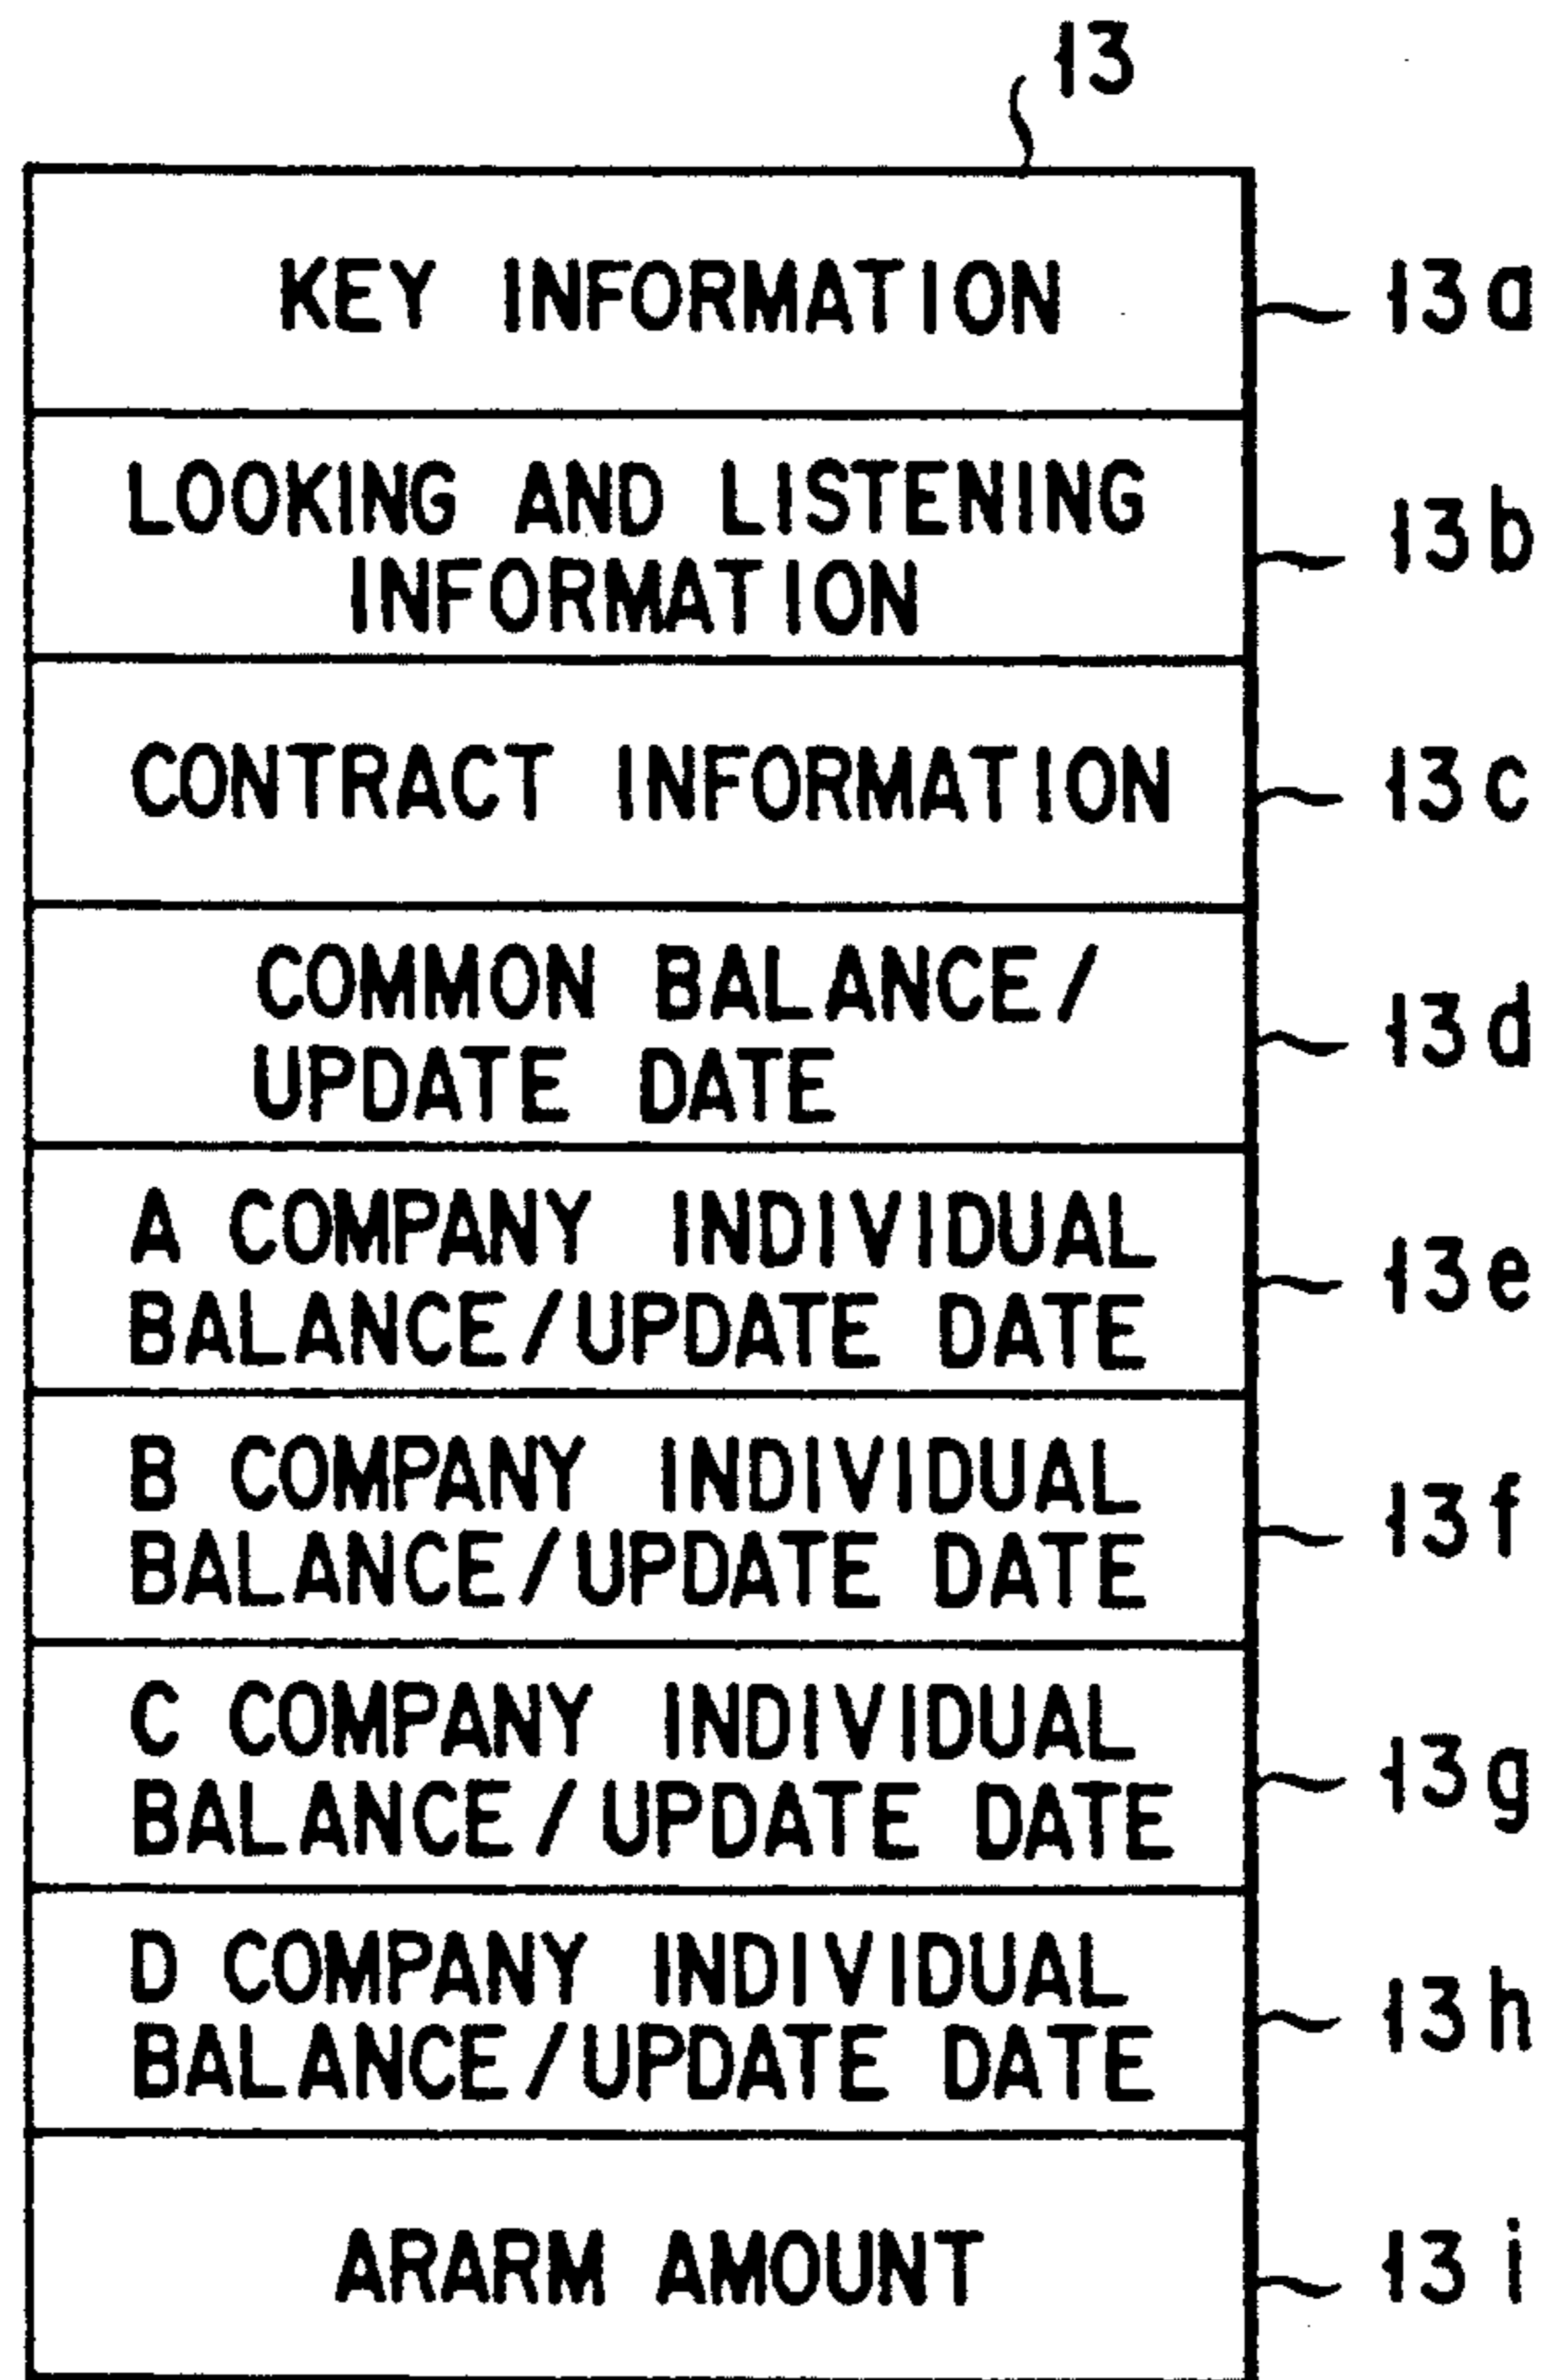 13
KEY INFORMATION
13a
LOOKING AND LISTENING
INFORMATION
13b
CONTRACT INFORMATION
13c
COMMON BALANCE/
UPDATE DATE
13d
A COMPANY INDIVIDUAL
BALANCE/UPDATE DATE
13e
B COMPANY INDIVIDUAL
BALANCE/UPDATE DATE
13f
C COMPANY INDIVIDUAL
BALANCE/UPDATE DATE
13g
D COMPANY INDIVIDUAL
BALANCE/UPDATE DATE
13h
ARARM AMOUNT
13i